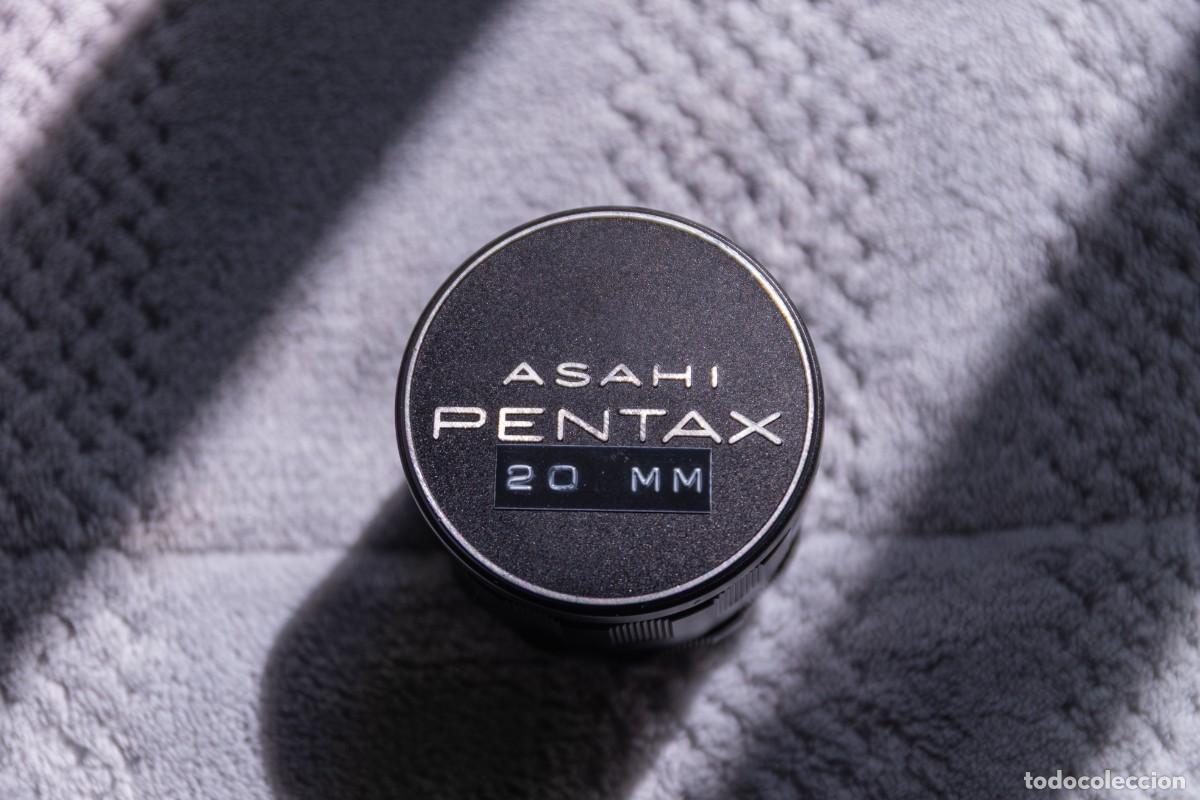 ASAHI
PENTAX
20 MM
todocoleccion